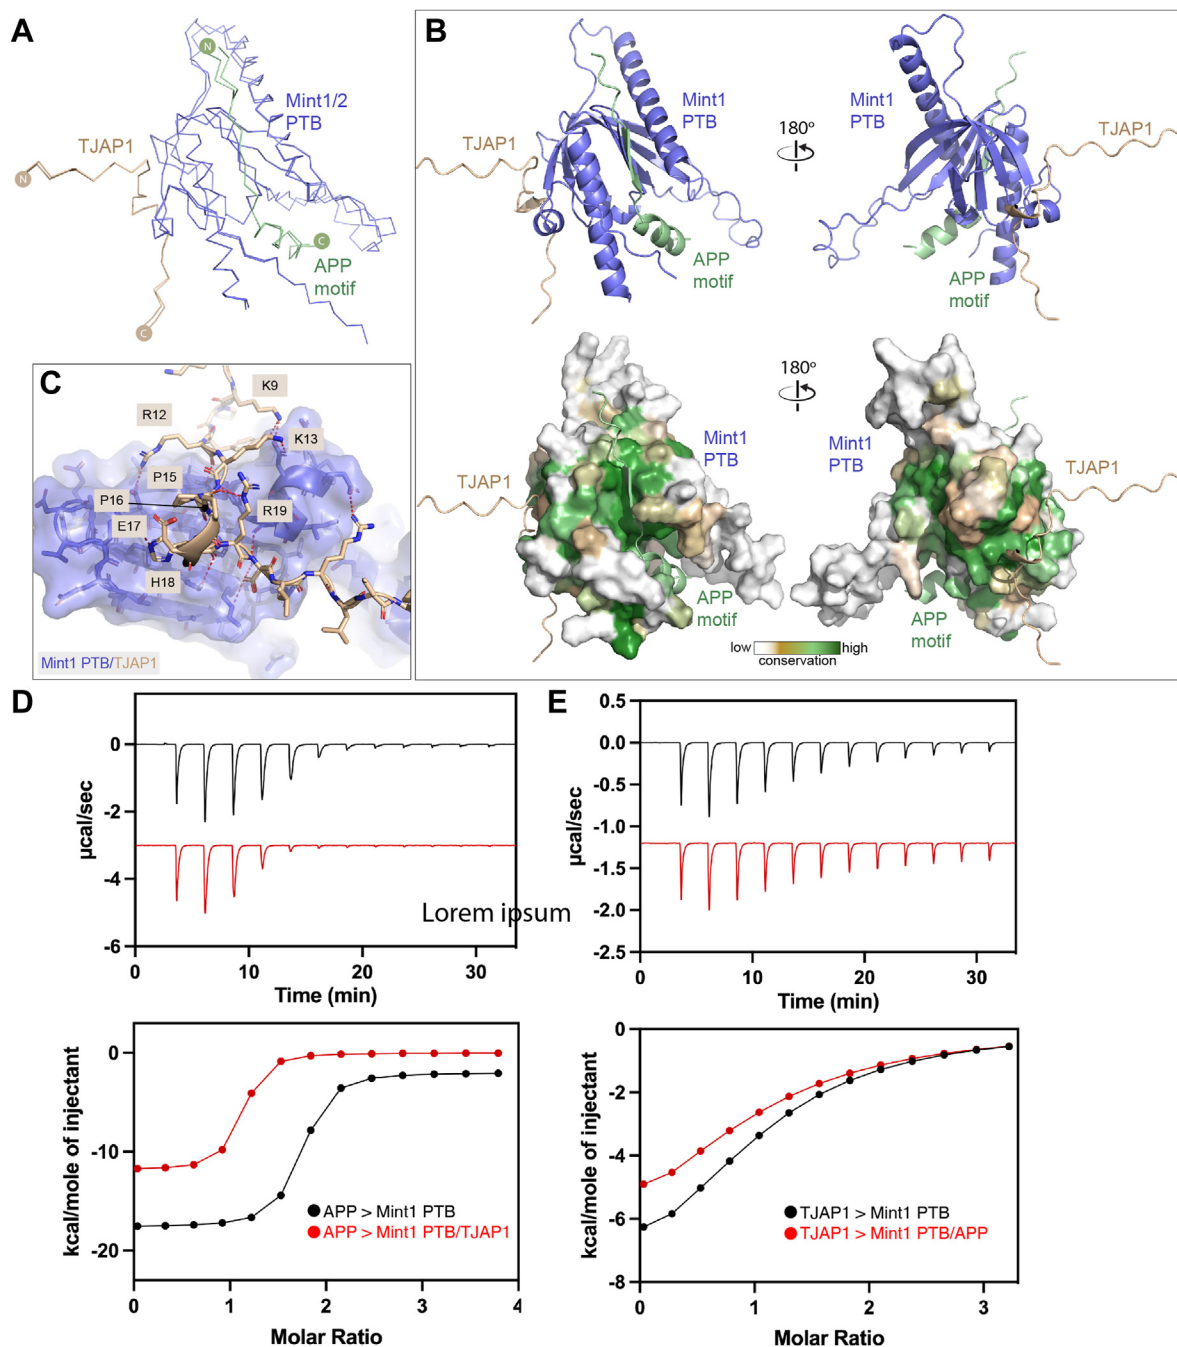 A
N
Mint1/2
PTB
TJAP1
N
C
APP
motif
C
B
Mint1
PTB
TJAP1
APP
motif
180º
Mint1
PTB
TJAP1
APP
motif
Mint1
PTB
TJAP1
APP
motif
180º
Mint1
PTB
TJAP1
APP
motif
low
high
conservation
C
K9
R12
K13
P15
P16
R19
E17
H18
Mint1 PTB/TJAP1
D
0
-2
-4
-6
µcal/sec
0
10
20
30
Time (min)
Lorem ipsum
E
0.5
0.0
-0.5
-1.0
-1.5
-2.0
-2.5
µcal/sec
0
10
20
30
Time (min)
0
-10
-20
kcal/mole of injectant
APP > Mint1 PTB
APP > Mint1 PTB/TJAP1
0
1
2
3
4
Molar Ratio
0
-2
-4
-6
-8
kcal/mole of injectant
TJAP1 > Mint1 PTB
TJAP1 > Mint1 PTB/APP
0
1
2
3
Molar Ratio